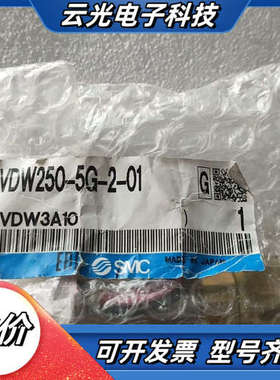 云光电子科技
VDW250-5G-2-01
VDW3A10
G
1
SMC
MADE IN JAPAN
价
可开发票 型号齐